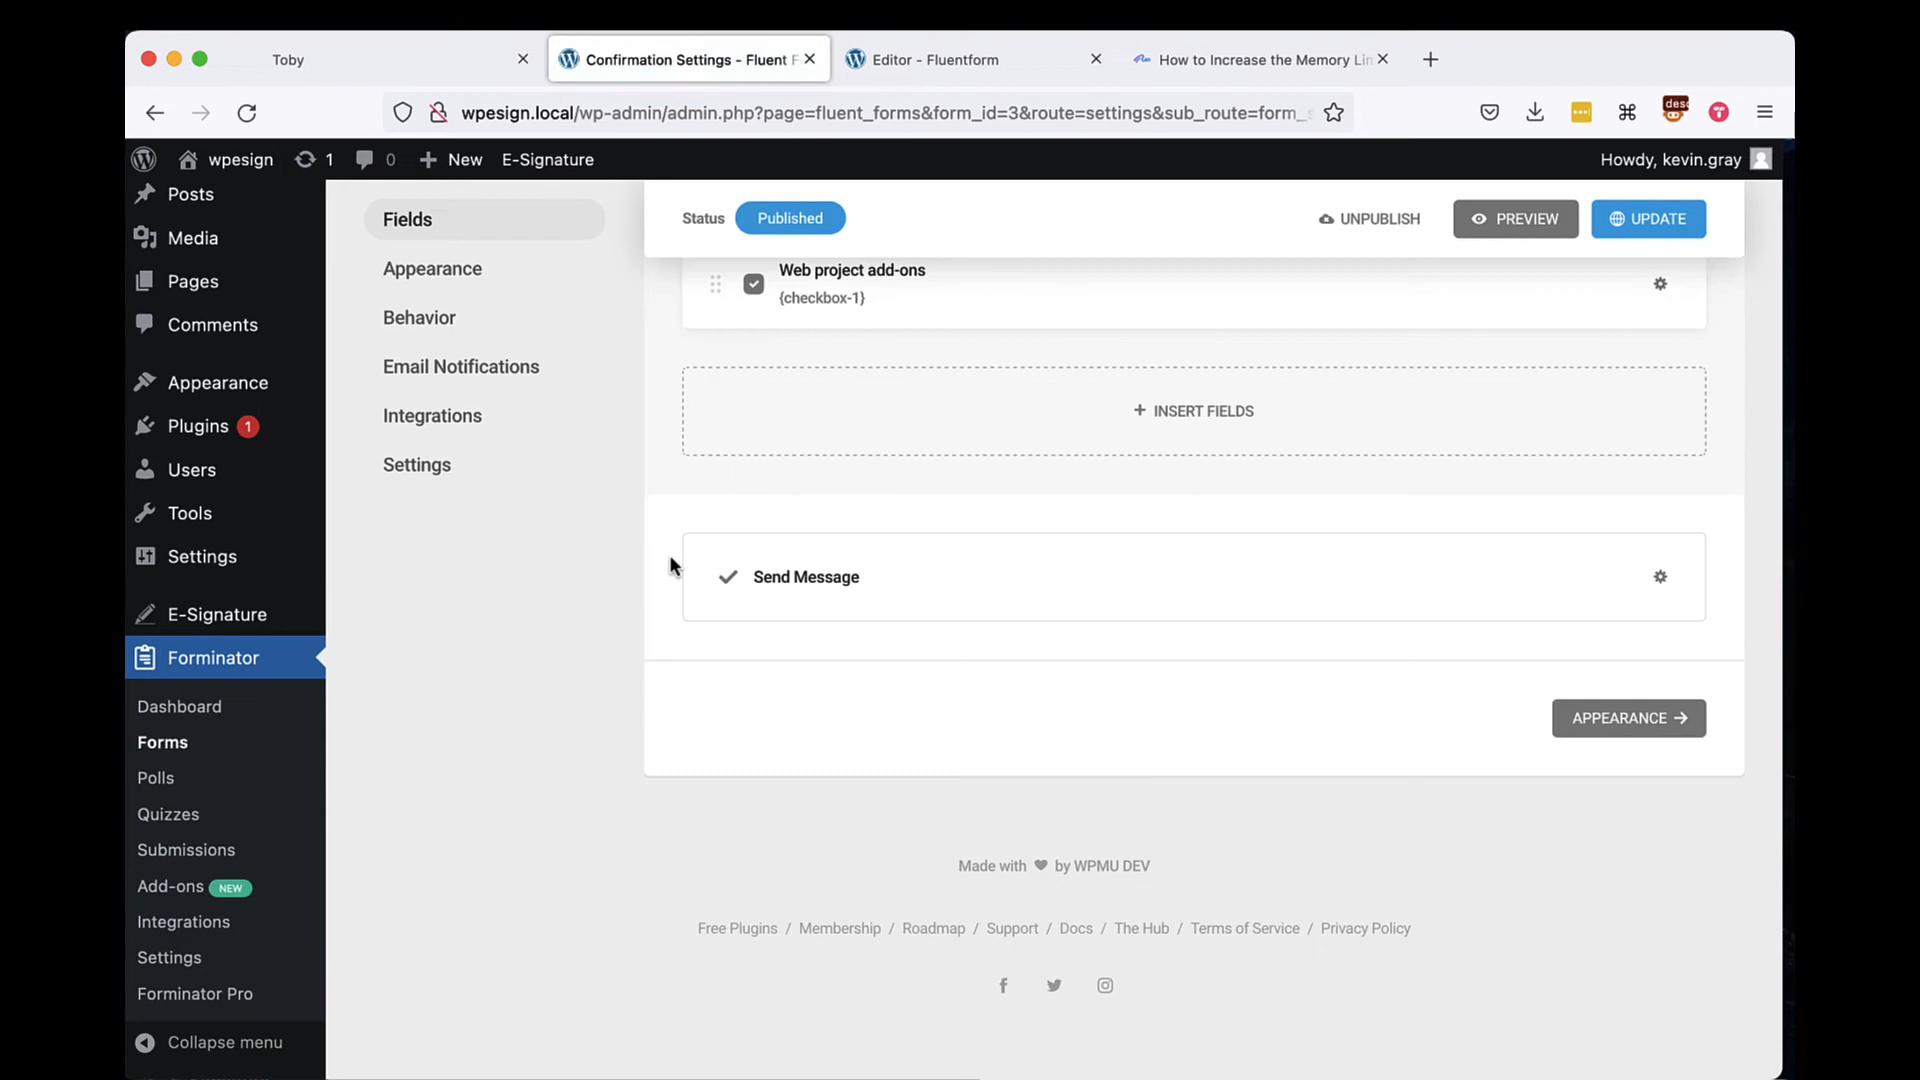 Toby
Confirmation Settings - Fluent F
Editor - Fluentform
How to Increase the Memory Lin
wpesign.local/wp-admin/admin.php?page=fluent_forms&form_id=3&route=settings&sub_route=form_s
desc
wpesign
1
0
New
E-Signature
Howdy, kevin.gray
Posts
Media
Pages
Comments
Appearance
Plugins 1
Users
Tools
Settings
E-Signature
Forminator
Dashboard
Forms
Polls
Quizzes
Submissions
Add-ons NEW
Integrations
Settings
Forminator Pro
Collapse menu
Fields
Appearance
Behavior
Email Notifications
Integrations
Settings
Status Published
UNPUBLISH
PREVIEW
UPDATE
Web project add-ons
{checkbox-1}
+ INSERT FIELDS
Send Message
APPEARANCE →
Made with ♥ by WPMU DEV
Free Plugins / Membership / Roadmap / Support / Docs / The Hub / Terms of Service / Privacy Policy